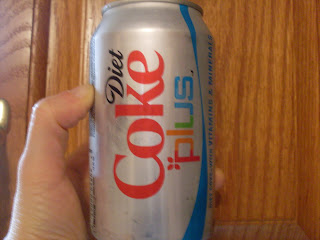 Diet
Coke
plus
VITAMINS & MINERALS